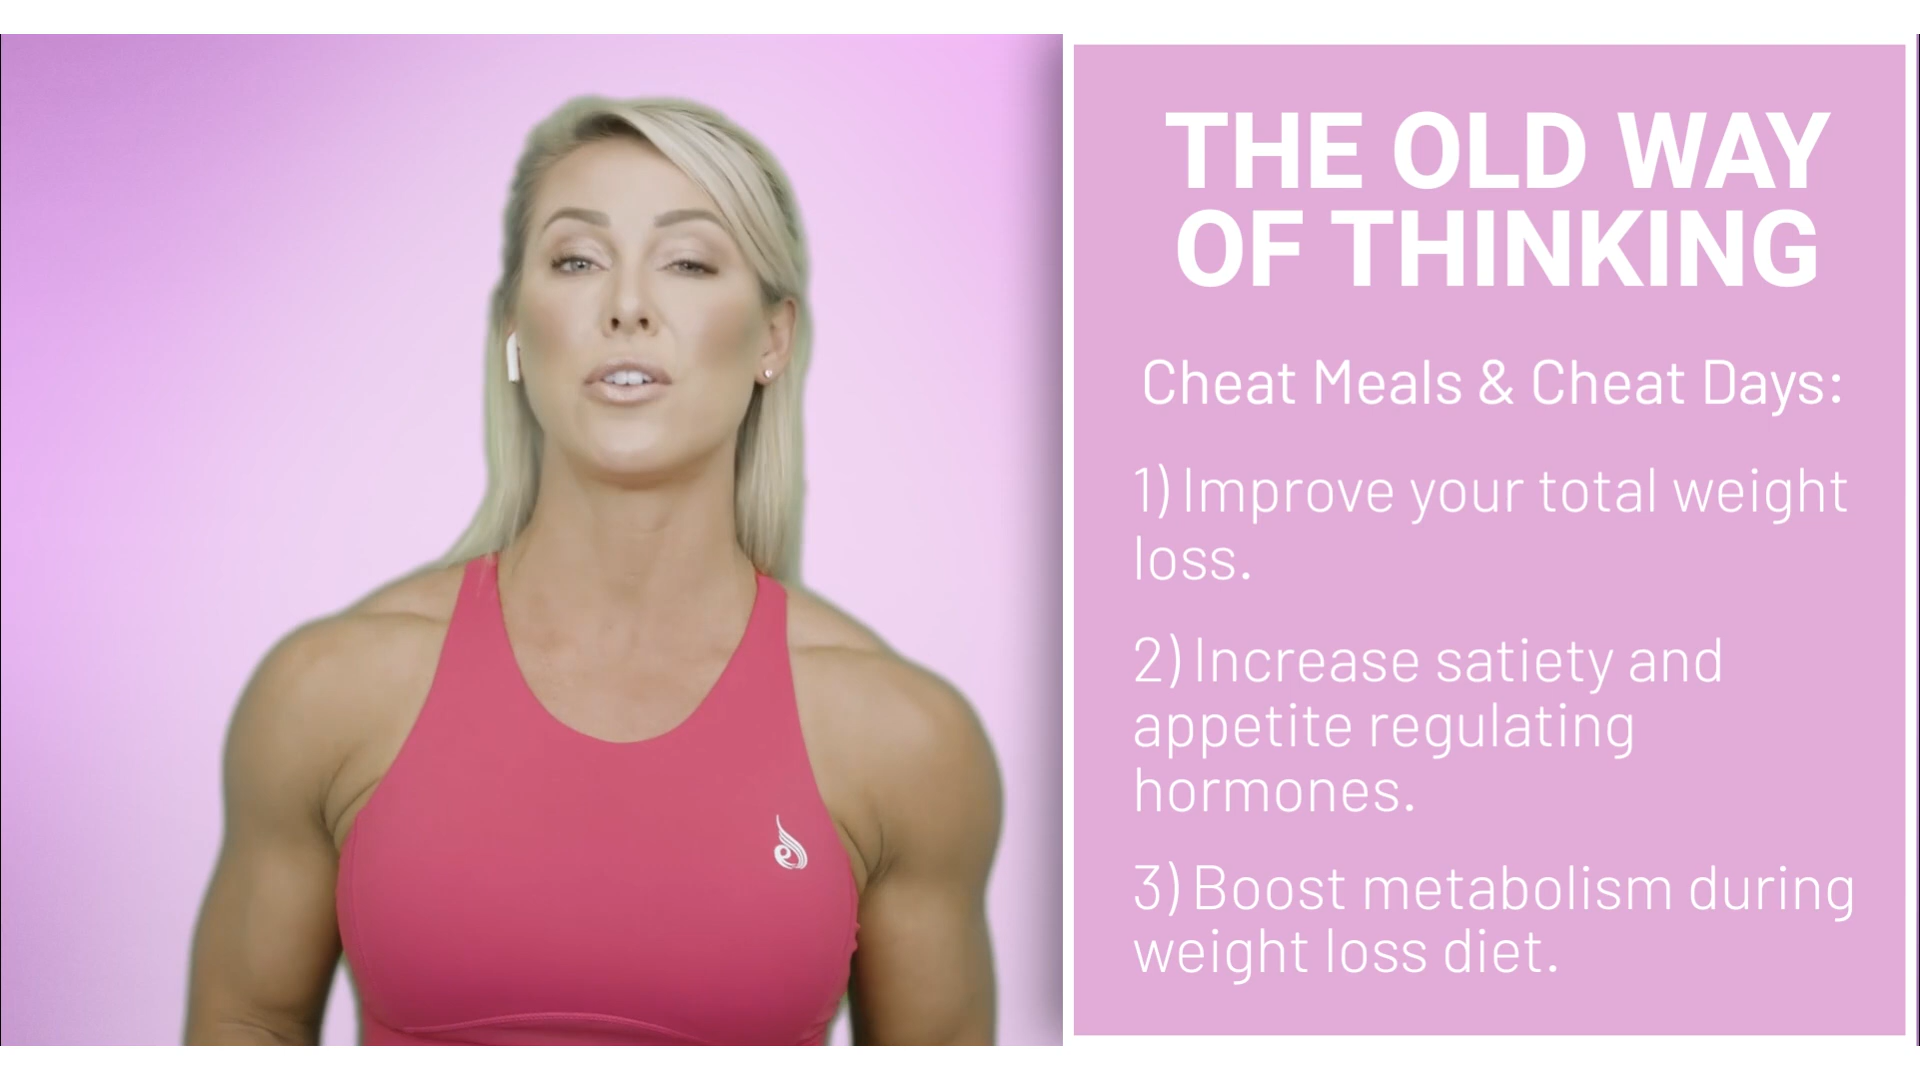 THE OLD WAY
OF THINKING
Cheat Meals & Cheat Days:
1) Improve your total weight
loss.
2) Increase satiety and
appetite regulating
hormones.
3) Boost metabolism during
weight loss diet.